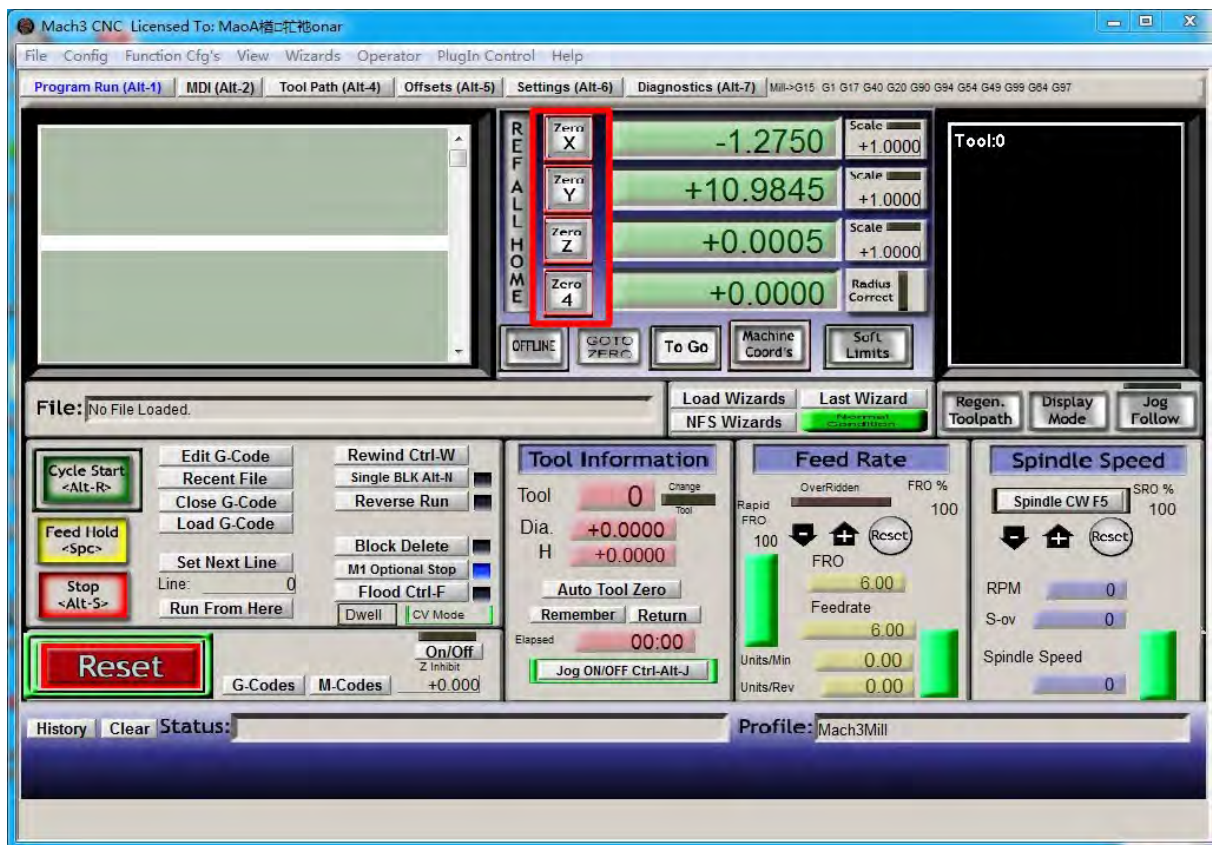 Mach3 CNC Licensed To: MaoA楿□牤祂onar
File Config Function Cfg's View Wizards Operator PlugIn Control Help
Program Run (Alt-1) MDI (Alt-2) Tool Path (Alt-4) Offsets (Alt-5) Settings (Alt-6) Diagnostics (Alt-7) Mill->G15 G1 G17 G40 G20 G90 G94 G54 G49 G99 G64 G97
REF ALL HOME
Zero X -1.2750 Scale +1.0000
Zero Y +10.9845 Scale +1.0000
Zero Z +0.0005 Scale +1.0000
Zero 4 +0.0000 Radius Correct
OFFLINE GOTO ZERO To Go Machine Coord's Soft Limits
Tool:0
File: No File Loaded.
Load Wizards Last Wizard
NFS Wizards Normal Condition
Regen. Toolpath Display Mode Jog Follow
Cycle Start <Alt-R>
Feed Hold <Spc>
Stop <Alt-S>
Edit G-Code
Recent File
Close G-Code
Load G-Code
Set Next Line
Line: 0
Run From Here
Rewind Ctrl-W
Single BLK Alt-N
Reverse Run
Block Delete
M1 Optional Stop
Flood Ctrl-F
Dwell CV Mode
Reset
G-Codes M-Codes
On/Off
Z Inhibit
+0.000
Tool Information
Tool 0 Change Tool
Dia. +0.0000
H +0.0000
Auto Tool Zero
Remember Return
Elapsed 00:00
Jog ON/OFF Ctrl-Alt-J
Feed Rate
OverRidden FRO %
100
Rapid FRO
100
Reset
FRO
6.00
Feedrate
6.00
Units/Min 0.00
Units/Rev 0.00
Spindle Speed
Spindle CW F5
SRO %
100
Reset
RPM 0
S-ov 0
Spindle Speed
0
History Clear Status:
Profile: Mach3Mill